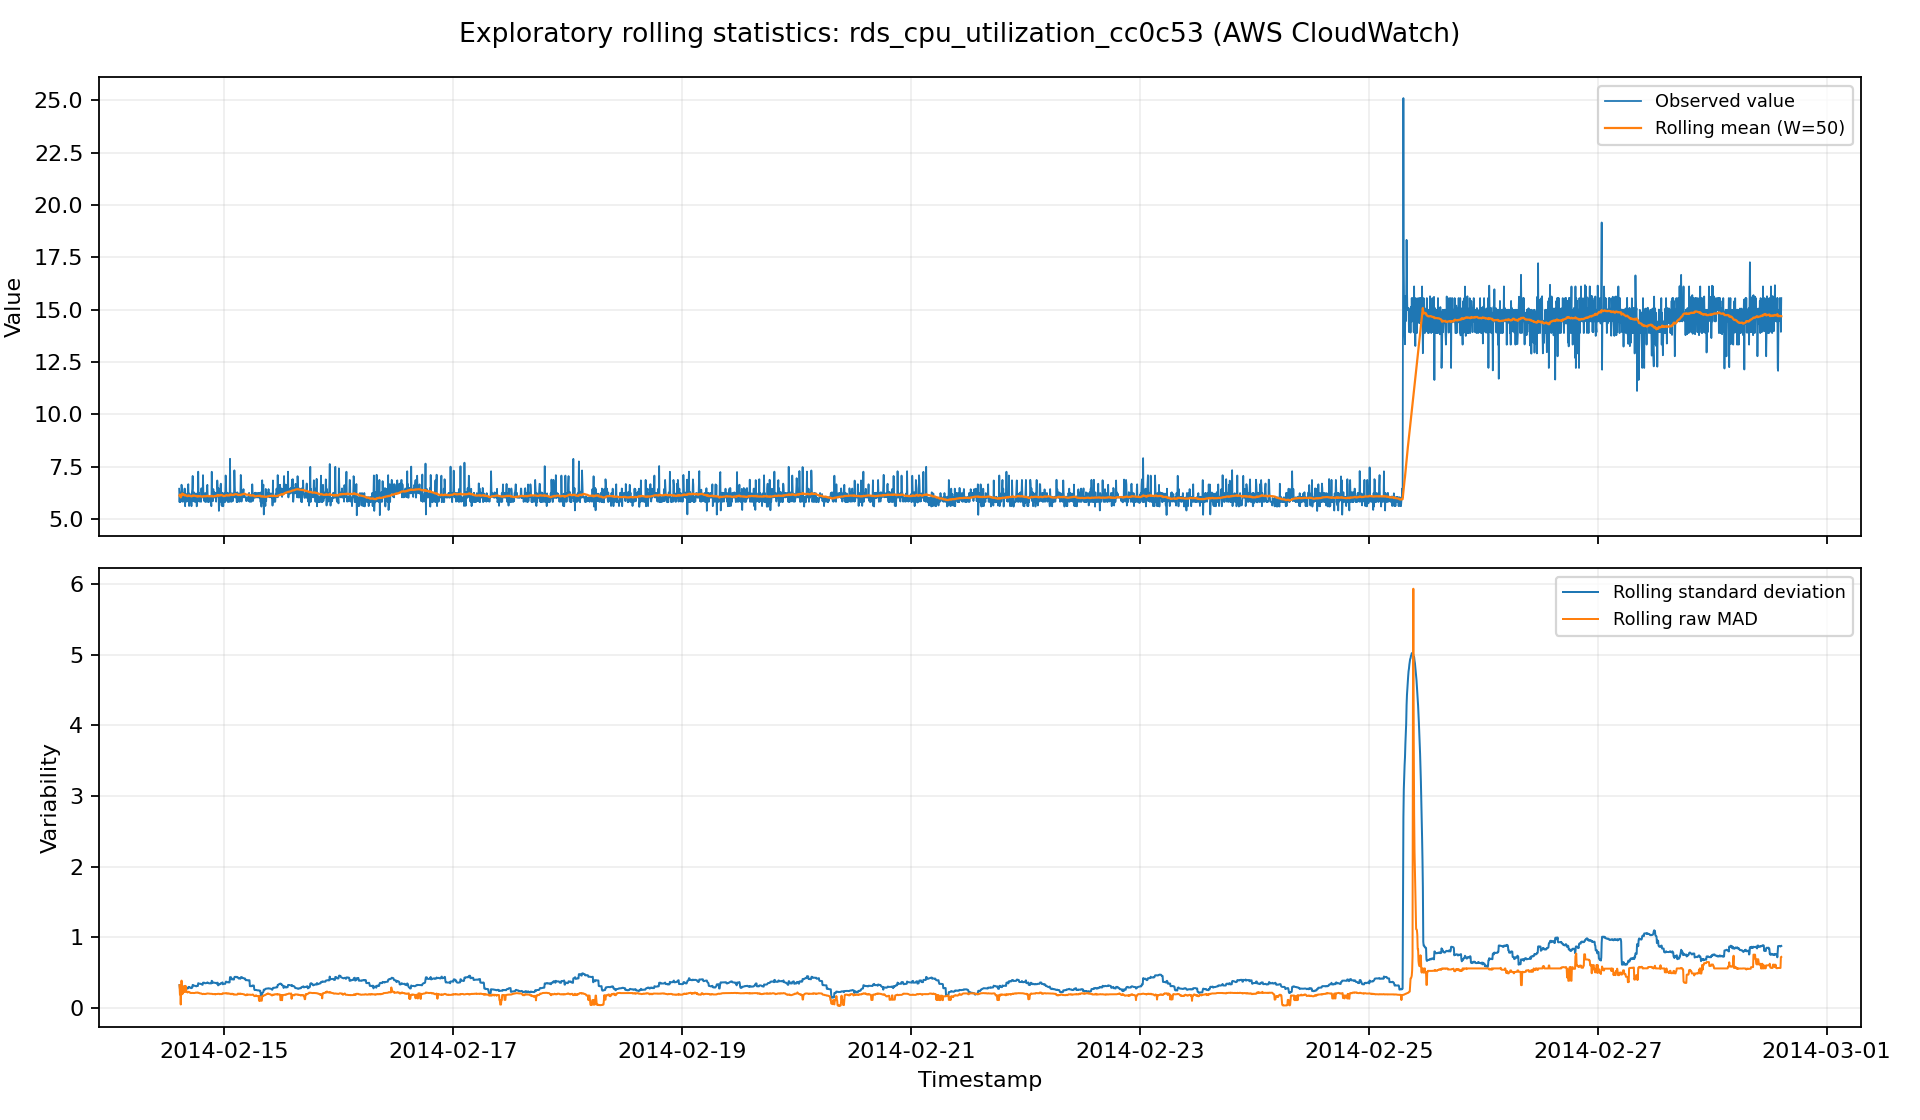 Exploratory rolling statistics: rds_cpu_utilization_cc0c53 (AWS CloudWatch)
25.0
22.5
20.0
17.5
15.0
12.5
10.0
7.5
5.0
Value
Observed value
Rolling mean (W=50)
6
5
4
3
2
1
0
Variability
Rolling standard deviation
Rolling raw MAD
2014-02-15 2014-02-17 2014-02-19 2014-02-21 2014-02-23 2014-02-25 2014-02-27 2014-03-01
Timestamp